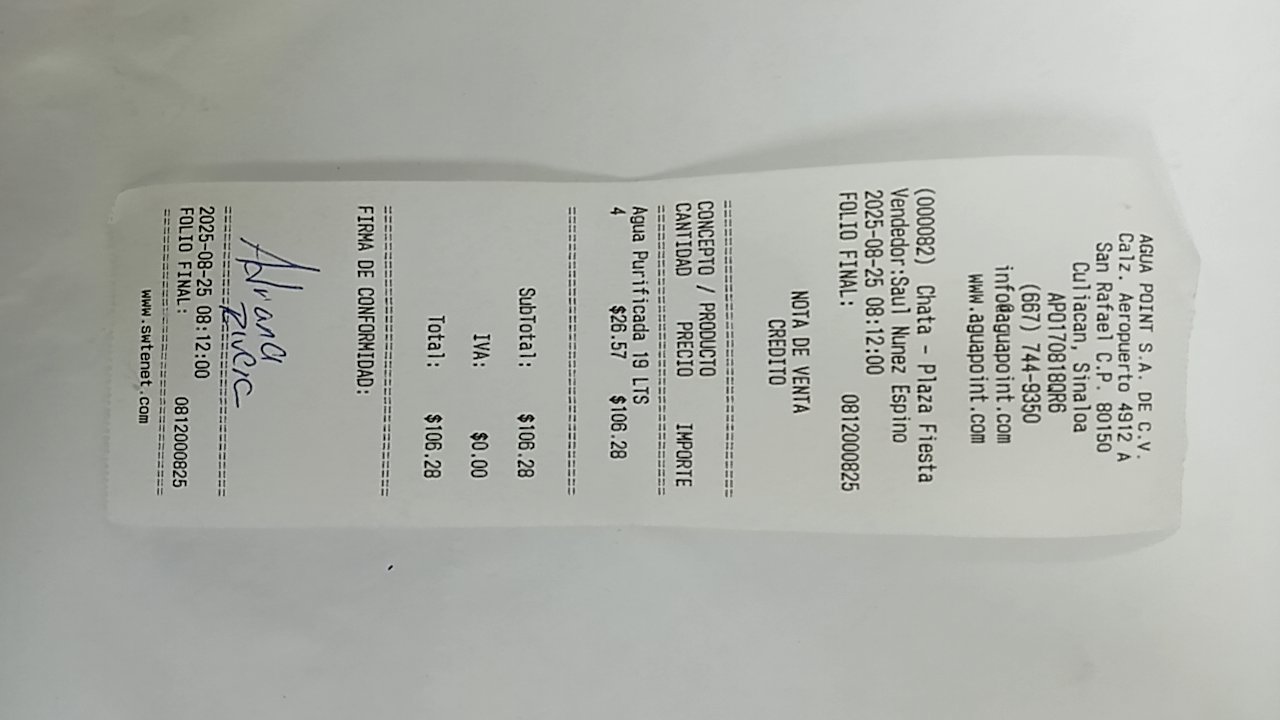 AGUA POINT S.A. DE C.V.
Calz. Aeropuerto 4912 A
San Rafael C.P. 80150
Culiacan, Sinaloa
APO170818QR6
(667) 744-9350
info@aguapoint.com
www.aguapoint.com
(000082) Chata - Plaza Fiesta
Vendedor:Saul Nunez Espino
2025-08-25 08:12:00
FOLIO FINAL: 0812000825
NOTA DE VENTA
CREDITO
==============================
CONCEPTO / PRODUCTO
CANTIDAD PRECIO IMPORTE
==============================
Agua Purificada 19 LTS
4 $26.57 $106.28
==============================
SubTotal: $106.28
IVA: $0.00
Total: $106.28
==============================
FIRMA DE CONFORMIDAD:
Adriana
==============================
2025-08-25 08:12:00
FOLIO FINAL: 0812000825
==============================
www.swtenet.com